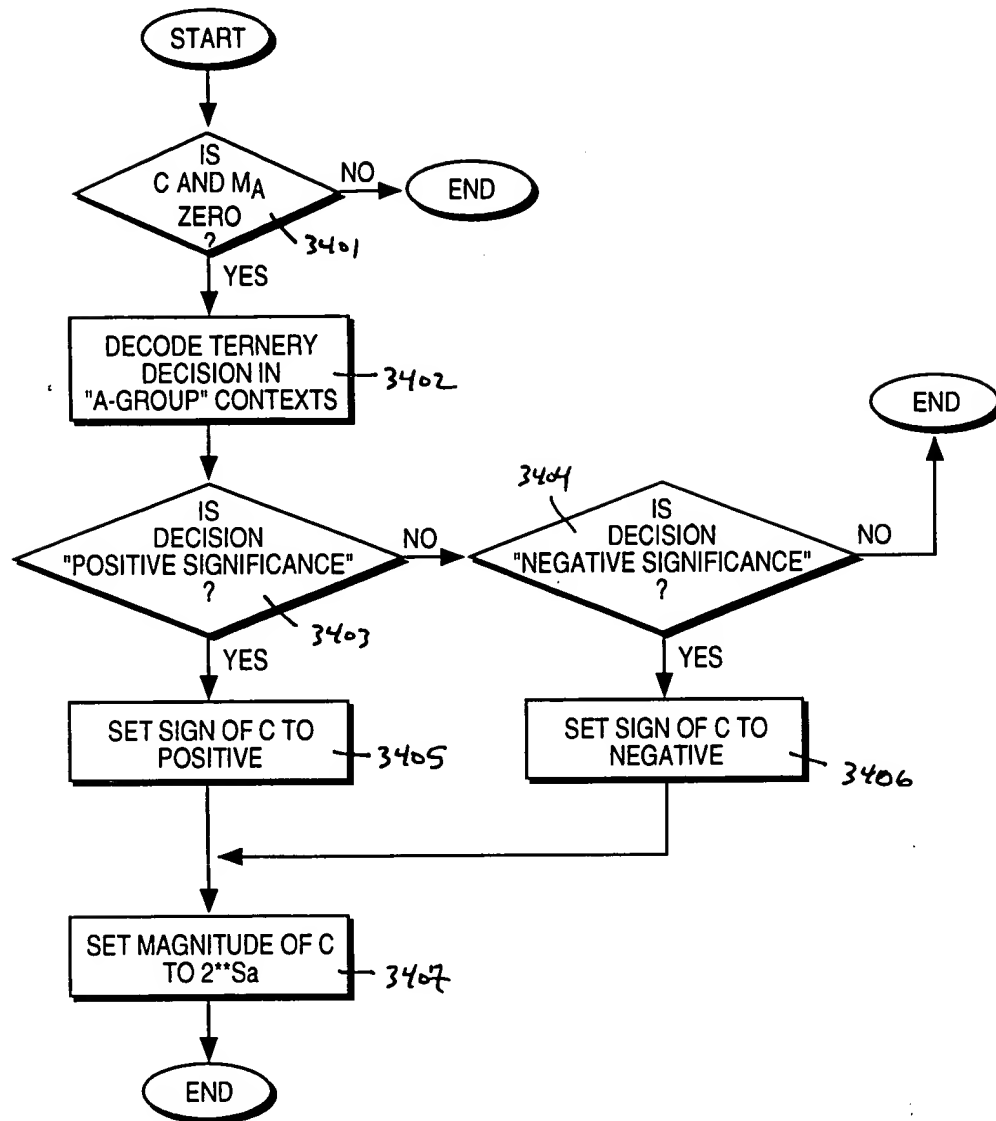 START
IS
C AND MA
ZERO
?
NO
END
3401
YES
DECODE TERNERY
DECISION IN
"A-GROUP" CONTEXTS
3402
END
IS
DECISION
"POSITIVE SIGNIFICANCE"
?
NO
3403
3404
IS
DECISION
"NEGATIVE SIGNIFICANCE"
?
NO
YES
YES
SET SIGN OF C TO
POSITIVE
3405
SET SIGN OF C TO
NEGATIVE
3406
SET MAGNITUDE OF C
TO 2**Sa
3407
END